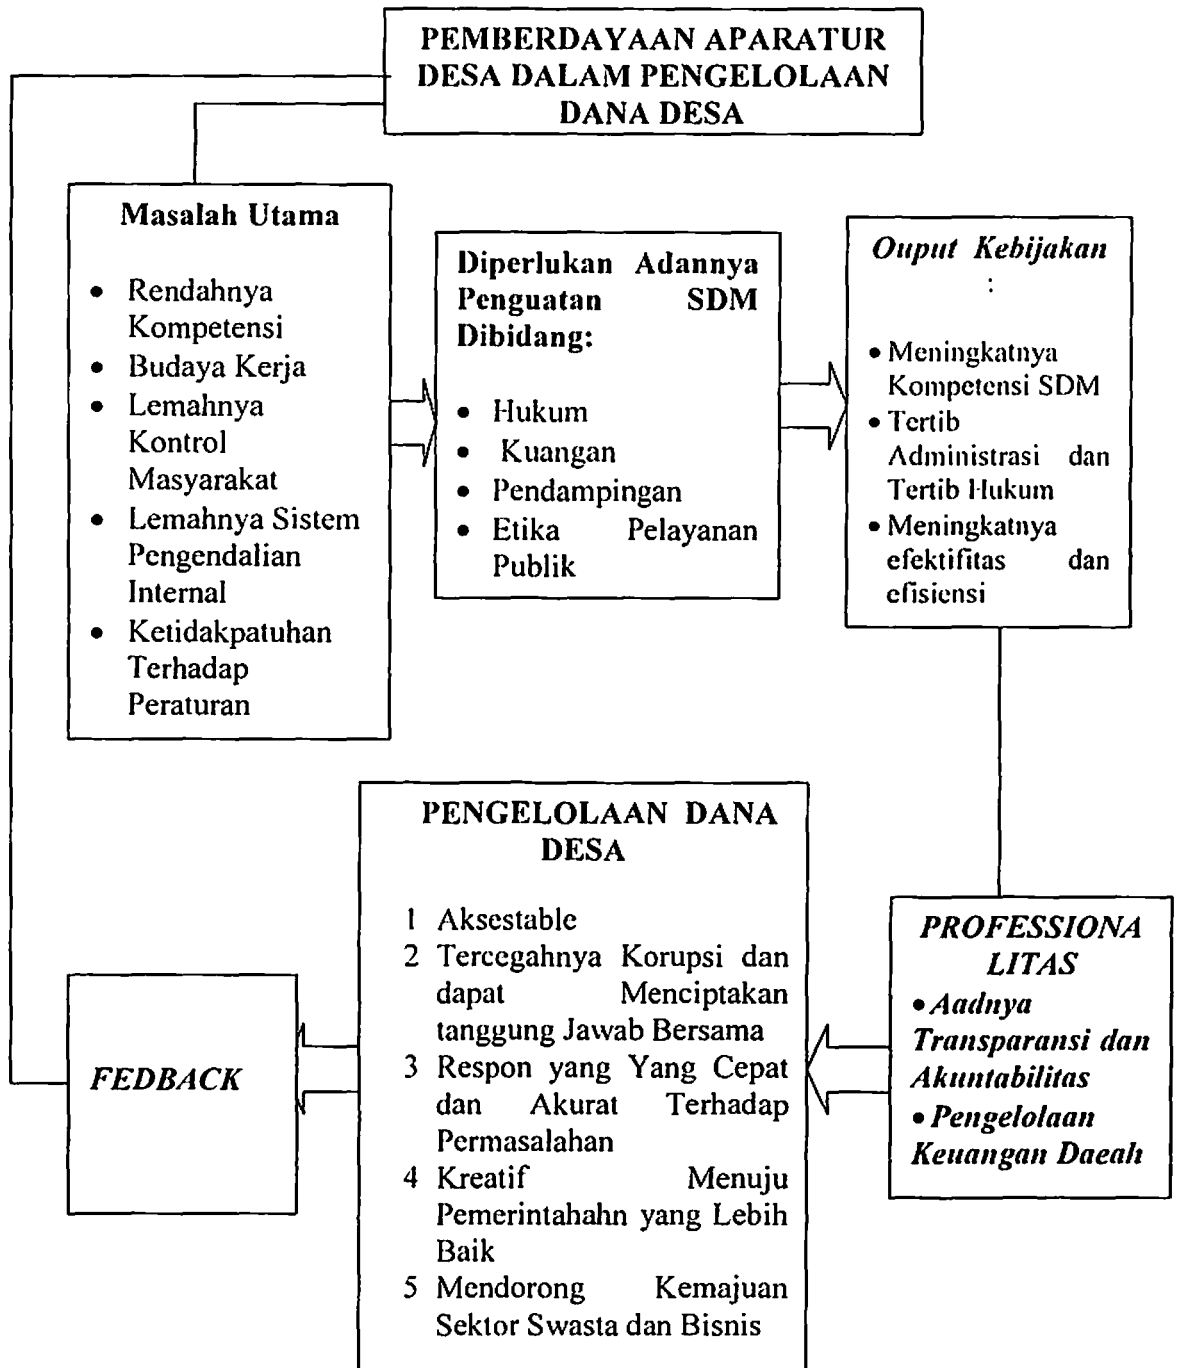 PEMBERDAYAAN APARATUR
DESA DALAM PENGELOLAAN
DANA DESA
Masalah Utama
• Rendahnya
Kompetensi
• Budaya Kerja
• Lemahnya
Kontrol
Masyarakat
• Lemahnya Sistem
Pengendalian
Internal
• Ketidakpatuhan
Terhadap
Peraturan
Diperlukan Adannya
Penguatan SDM
Dibidang:
• Hukum
• Kuangan
• Pendampingan
• Etika Pelayanan
Publik
Ouput Kebijakan
:
• Meningkatnya
Kompetensi SDM
• Tertib
Administrasi dan
Tertib Hukum
• Meningkatnya
efektifitas dan
efisiensi
PROFESSIONA
LITAS
• Aadnya
Transparansi dan
Akuntabilitas
• Pengelolaan
Keuangan Daeah
PENGELOLAAN DANA
DESA
1 Aksestable
2 Tercegahnya Korupsi dan
dapat Menciptakan
tanggung Jawab Bersama
3 Respon yang Yang Cepat
dan Akurat Terhadap
Permasalahan
4 Kreatif Menuju
Pemerintahahn yang Lebih
Baik
5 Mendorong Kemajuan
Sektor Swasta dan Bisnis
FEDBACK